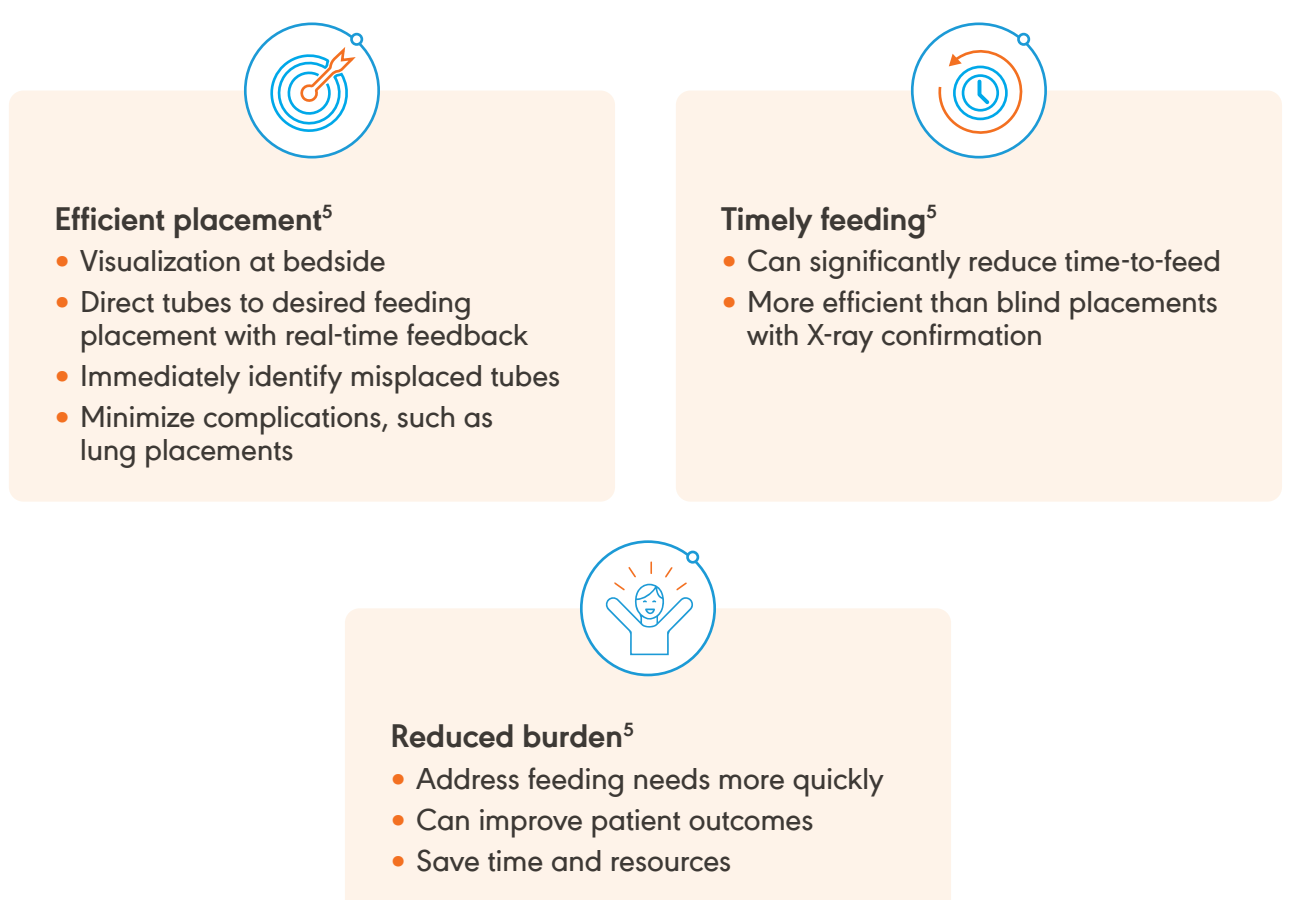 Efficient placement⁵
• Visualization at bedside
• Direct tubes to desired feeding
placement with real-time feedback
• Immediately identify misplaced tubes
• Minimize complications, such as
lung placements
Timely feeding⁵
• Can significantly reduce time-to-feed
• More efficient than blind placements
with X-ray confirmation
Reduced burden⁵
• Address feeding needs more quickly
• Can improve patient outcomes
• Save time and resources